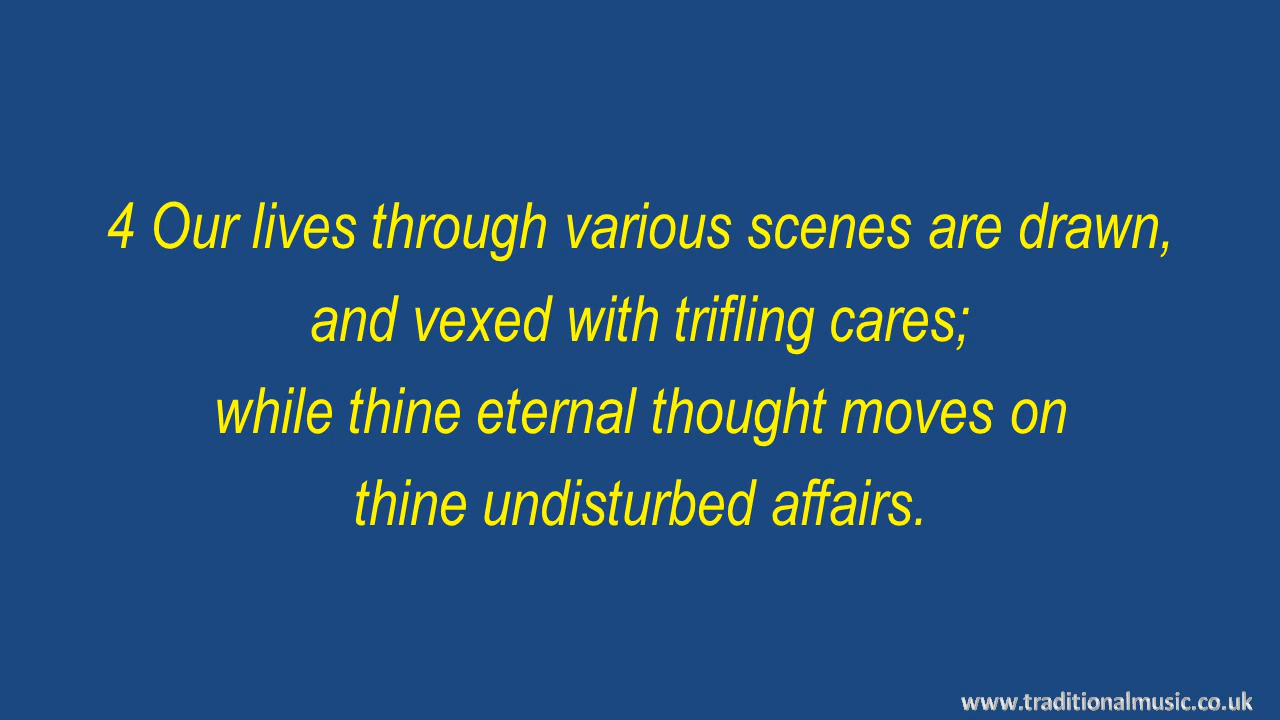 4 Our lives through various scenes are drawn,
and vexed with trifling cares;
while thine eternal thought moves on
thine undisturbed affairs.
www.traditionalmusic.co.uk